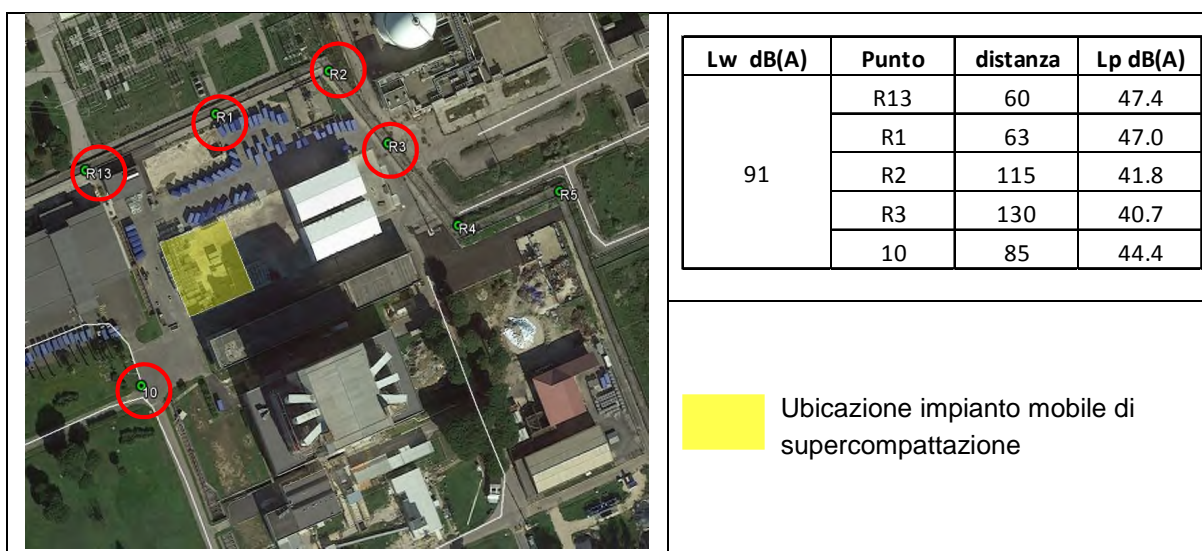 R2
R1
R3
R13
R5
R4
10
Lw dB(A) Punto distanza Lp dB(A)
91
R13 60 47.4
R1 63 47.0
R2 115 41.8
R3 130 40.7
10 85 44.4
Ubicazione impianto mobile di
supercompattazione